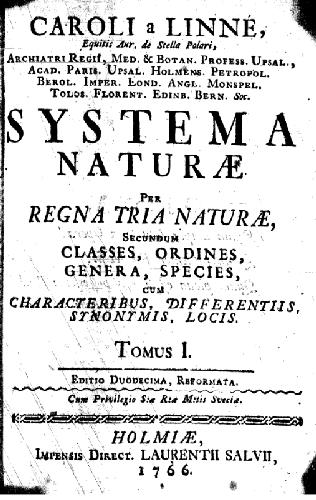 CAROLI a LINNÉ,
Equitis Aur. de Stella Polari,
ARCHIATRI REGII, MED. & BOTAN. PROFESS. UPSAL.,
ACAD. PARIS. UPSAL. HOLMENS. PETROPOL.
BEROL. IMPER. LOND. ANGL. MONSPEL.
TOLOS. FLORENT. EDINB. BERN. Soc.
SYSTEMA
NATURÆ
PER
REGNA TRIA NATURÆ,
SECUNDUM
CLASSES, ORDINES,
GENERA, SPECIES,
CUM
CHARACTERIBUS, DIFFERENTIIS,
SYNONYMIS, LOCIS.
TOMUS I.
EDITIO DUODECIMA, REFORMATA.
Cum Privilegio S:æ R:æ M:tis Sveciæ.
HOLMIÆ,
IMPENSIS DIRECT. LAURENTII SALVII,
1766.